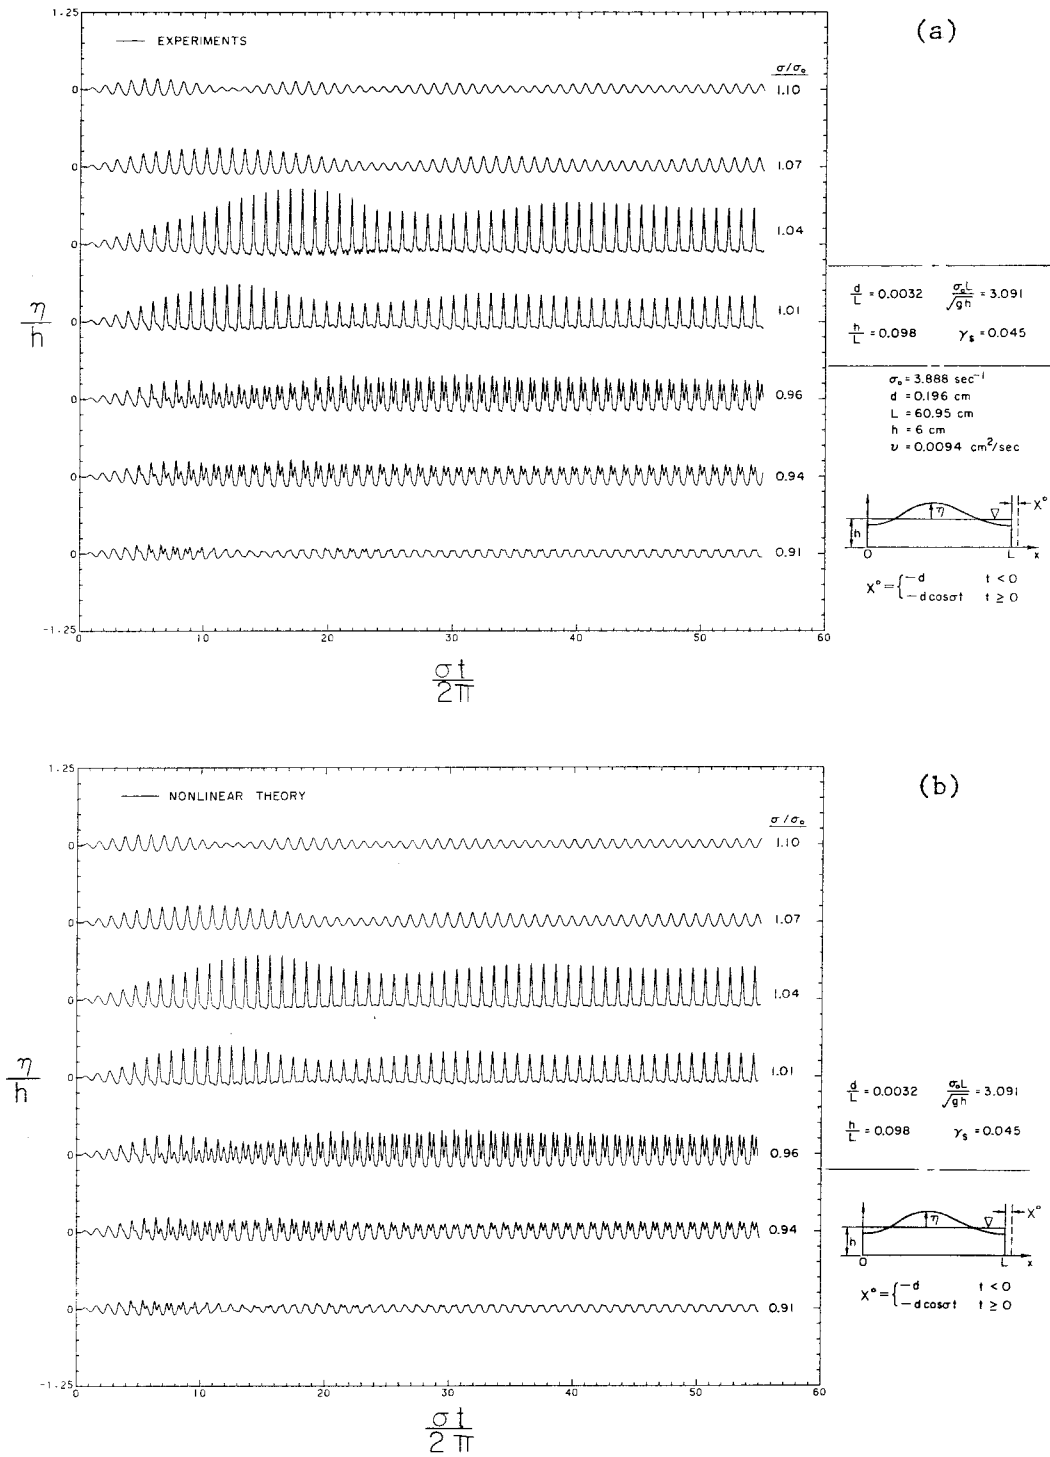 (a)
1.25
— EXPERIMENTS
σ/σ₀
0
1.10
0
1.07
0
1.04
0
1.01
0
0.96
0
0.94
0
0.91
-1.25
0 10 20 30 40 50 60
η/h
σt/2π
d/L = 0.0032 σ₀L/√gh = 3.091
h/L = 0.098 γₛ = 0.045
σ₀ = 3.888 sec⁻¹
d = 0.196 cm
L = 60.95 cm
h = 6 cm
ν = 0.0094 cm²/sec
η
X°
h
O L x
X° = { -d t < 0
-d cosσt t ≥ 0
(b)
1.25
— NONLINEAR THEORY
σ/σ₀
0
1.10
0
1.07
0
1.04
0
1.01
0
0.96
0
0.94
0
0.91
-1.25
0 10 20 30 40 50 60
η/h
σt/2π
d/L = 0.0032 σ₀L/√gh = 3.091
h/L = 0.098 γₛ = 0.045
η
X°
h
O L x
X° = { -d t < 0
-d cosσt t ≥ 0